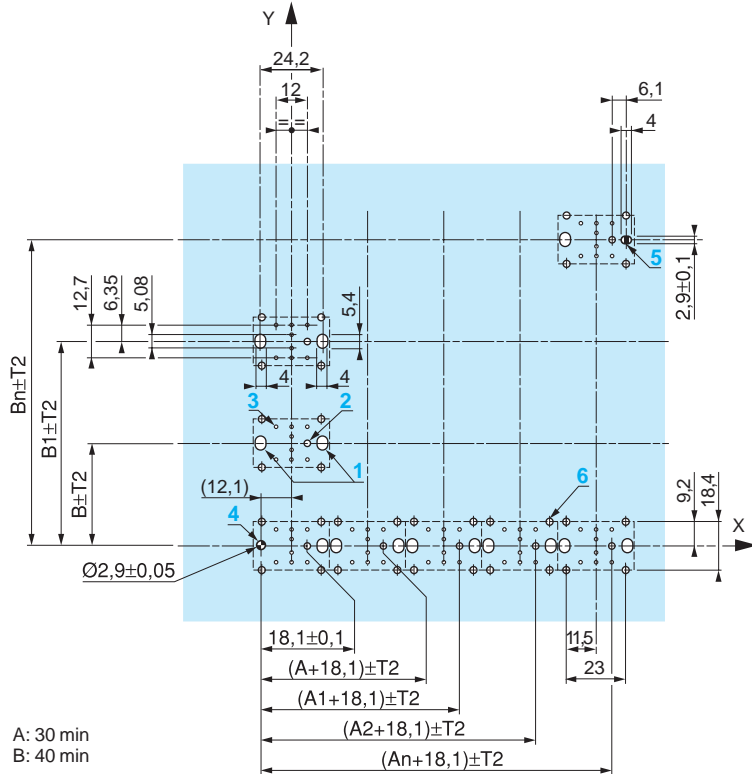 Y
24,2
12
= =
6,1
4
5
2,9±0,1
12,7
6,35
5,08
5,4
4
4
Bn±T2
B1±T2
B±T2
3
2
1
(12,1)
6
4
9,2
18,4
X
Ø2,9±0,05
18,1±0,1
11,5
(A+18,1)±T2
23
(A1+18,1)±T2
(A2+18,1)±T2
(An+18,1)±T2
A: 30 min
B: 40 min